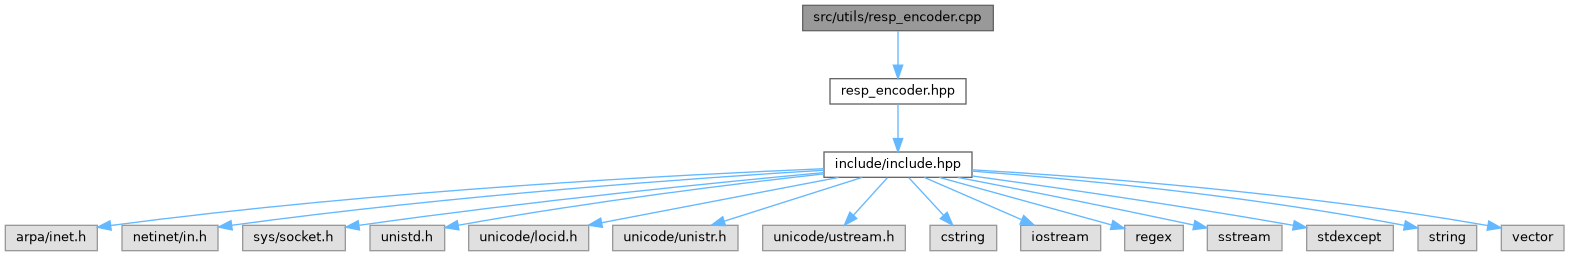 src/utils/resp_encoder.cpp
resp_encoder.hpp
include/include.hpp
arpa/inet.h
netinet/in.h
sys/socket.h
unistd.h
unicode/locid.h
unicode/unistr.h
unicode/ustream.h
cstring
iostream
regex
sstream
stdexcept
string
vector